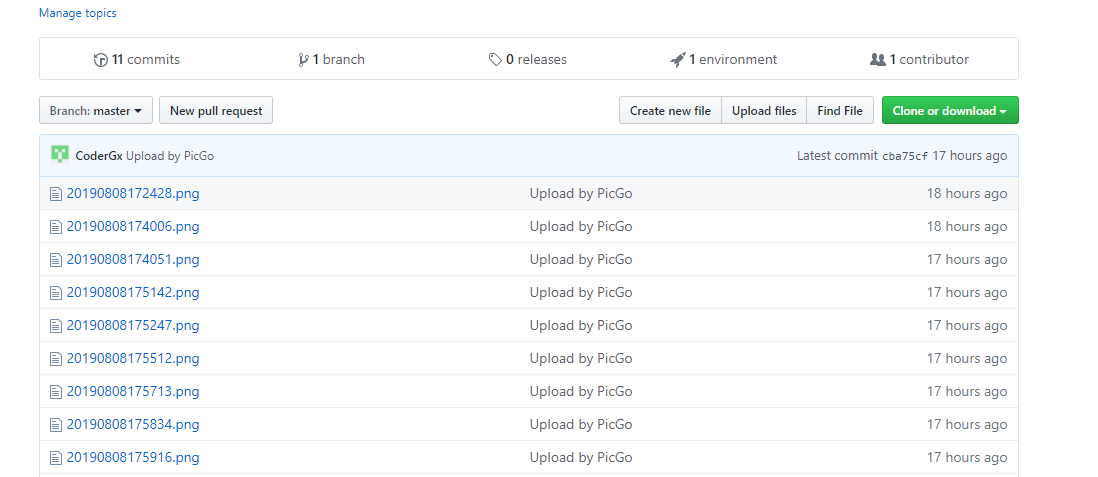 Manage topics
11 commits 1 branch 0 releases 1 environment 1 contributor
Branch: master New pull request Create new file Upload files Find File Clone or download
CoderGx Upload by PicGo Latest commit cba75cf 17 hours ago
20190808172428.png Upload by PicGo 18 hours ago
20190808174006.png Upload by PicGo 18 hours ago
20190808174051.png Upload by PicGo 17 hours ago
20190808175142.png Upload by PicGo 17 hours ago
20190808175247.png Upload by PicGo 17 hours ago
20190808175512.png Upload by PicGo 17 hours ago
20190808175713.png Upload by PicGo 17 hours ago
20190808175834.png Upload by PicGo 17 hours ago
20190808175916.png Upload by PicGo 17 hours ago